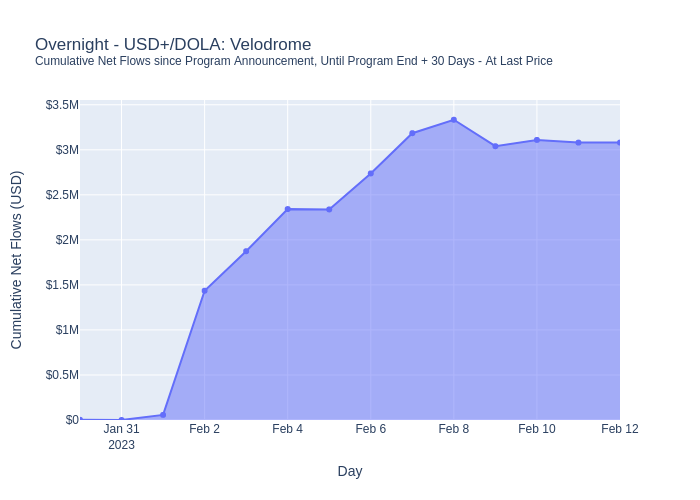 Overnight - USD+/DOLA: Velodrome
Cumulative Net Flows since Program Announcement, Until Program End + 30 Days - At Last Price
Cumulative Net Flows (USD)
$3.5M
$3M
$2.5M
$2M
$1.5M
$1M
$0.5M
$0
Jan 31 Feb 2 Feb 4 Feb 6 Feb 8 Feb 10 Feb 12
2023
Day